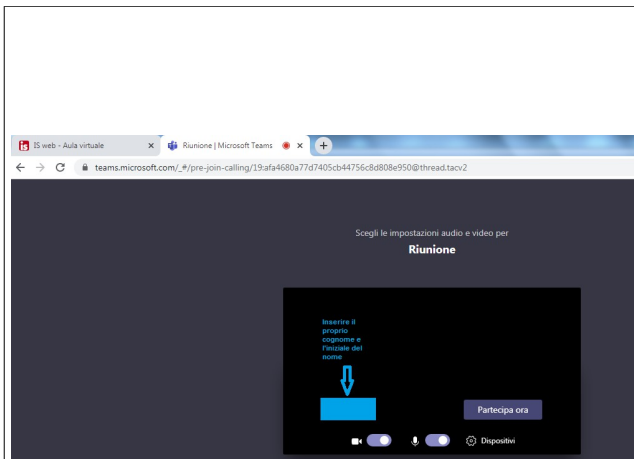 IS web - Aula virtuale
Riunione | Microsoft Teams
teams.microsoft.com/_#/pre-join-calling/19:afa4680a77d7405cb44756c8d808e950@thread.tacv2
Scegli le impostazioni audio e video per
Riunione
Inserire il
proprio
cognome e
l'iniziale del
nome
Partecipa ora
Dispositivi